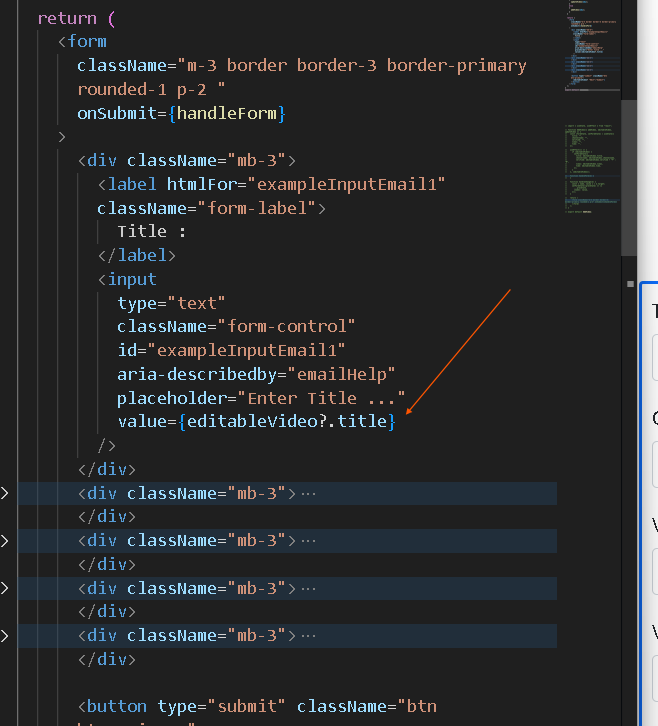 return (
<form
className="m-3 border border-3 border-primary
rounded-1 p-2 "
onSubmit={handleForm}
>
<div className="mb-3">
<label htmlFor="exampleInputEmail1"
className="form-label">
Title :
</label>
<input
type="text"
className="form-control"
id="exampleInputEmail1"
aria-describedby="emailHelp"
placeholder="Enter Title ..."
value={editableVideo?.title}
/>
</div>
<div className="mb-3">···
</div>
<div className="mb-3">···
</div>
<div className="mb-3">···
</div>
<div className="mb-3">···
</div>
<button type="submit" className="btn